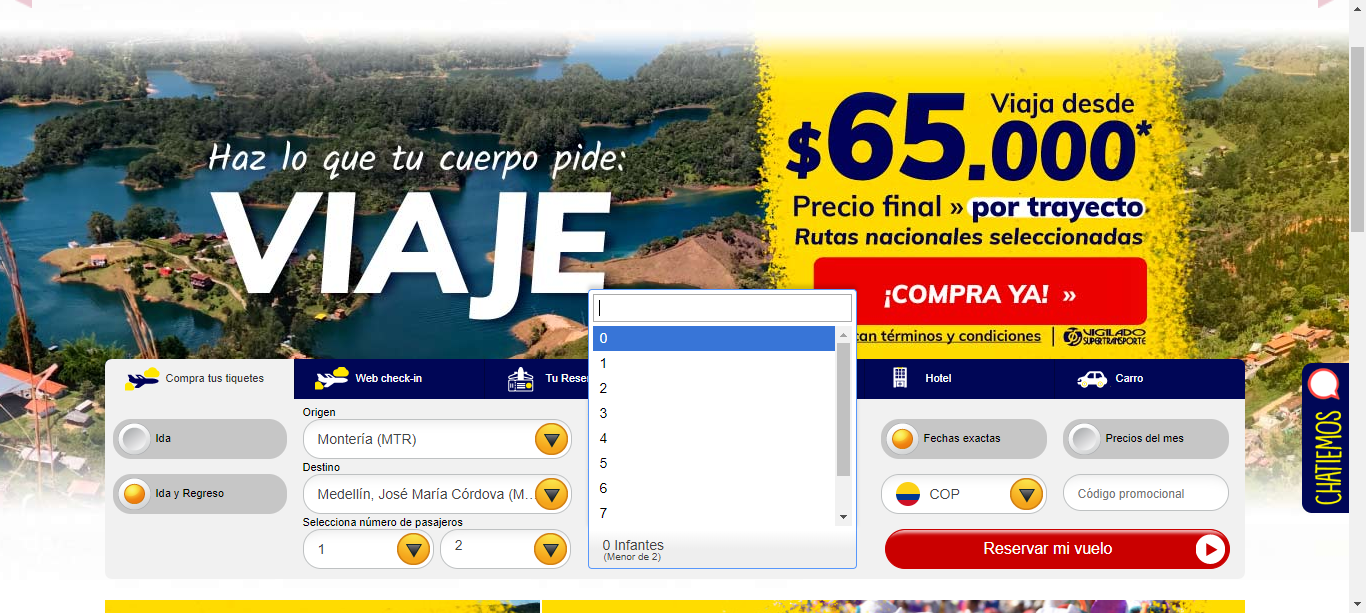 Haz lo que tu cuerpo pide:
VIAJE
Viaja desde
$65.000*
Precio final » por trayecto
Rutas nacionales seleccionadas
¡COMPRA YA! »
términos y condiciones
VIGILADO
SUPERTRANSPORTE
Compra tus tiquetes
Web check-in
Tu
Hotel
Carro
Ida
Ida y Regreso
Origen
Montería (MTR)
Destino
Medellín, José María Córdova (M...
Selecciona número de pasajeros
1
2
0
1
2
3
4
5
6
7
0 Infantes
(Menor de 2)
Fechas exactas
Precios del mes
COP
Código promocional
Reservar mi vuelo
CHATIEMOS